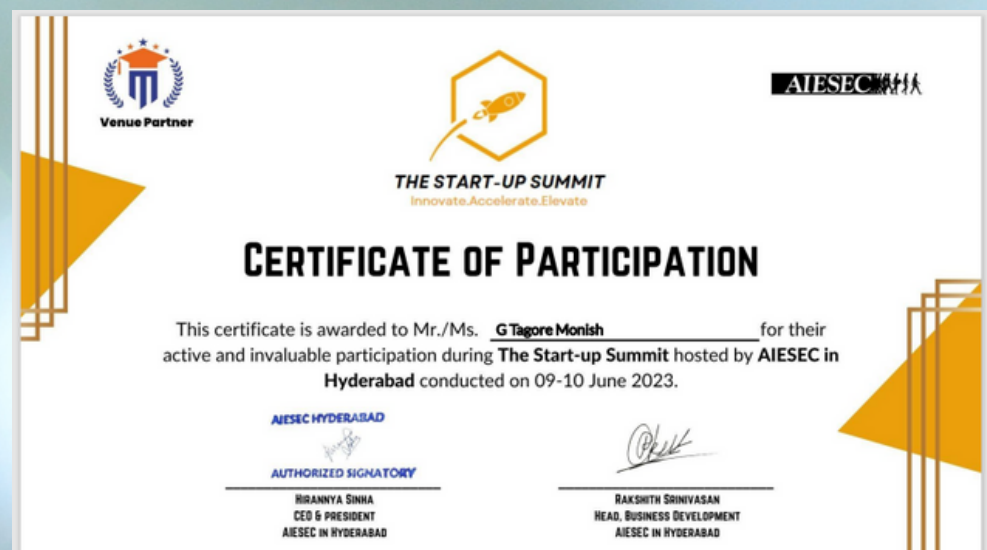 Venue Partner
AIESEC
THE START-UP SUMMIT
Innovate.Accelerate.Elevate
CERTIFICATE OF PARTICIPATION
This certificate is awarded to Mr./Ms. G Tagore Monish for their
active and invaluable participation during The Start-up Summit hosted by AIESEC in
Hyderabad conducted on 09-10 June 2023.
AIESEC HYDERABAD
AUTHORIZED SIGNATORY
HIRANNYA SINHA
CEO & PRESIDENT
AIESEC IN HYDERABAD
RAKSHITH SRINIVASAN
HEAD, BUSINESS DEVELOPMENT
AIESEC IN HYDERABAD